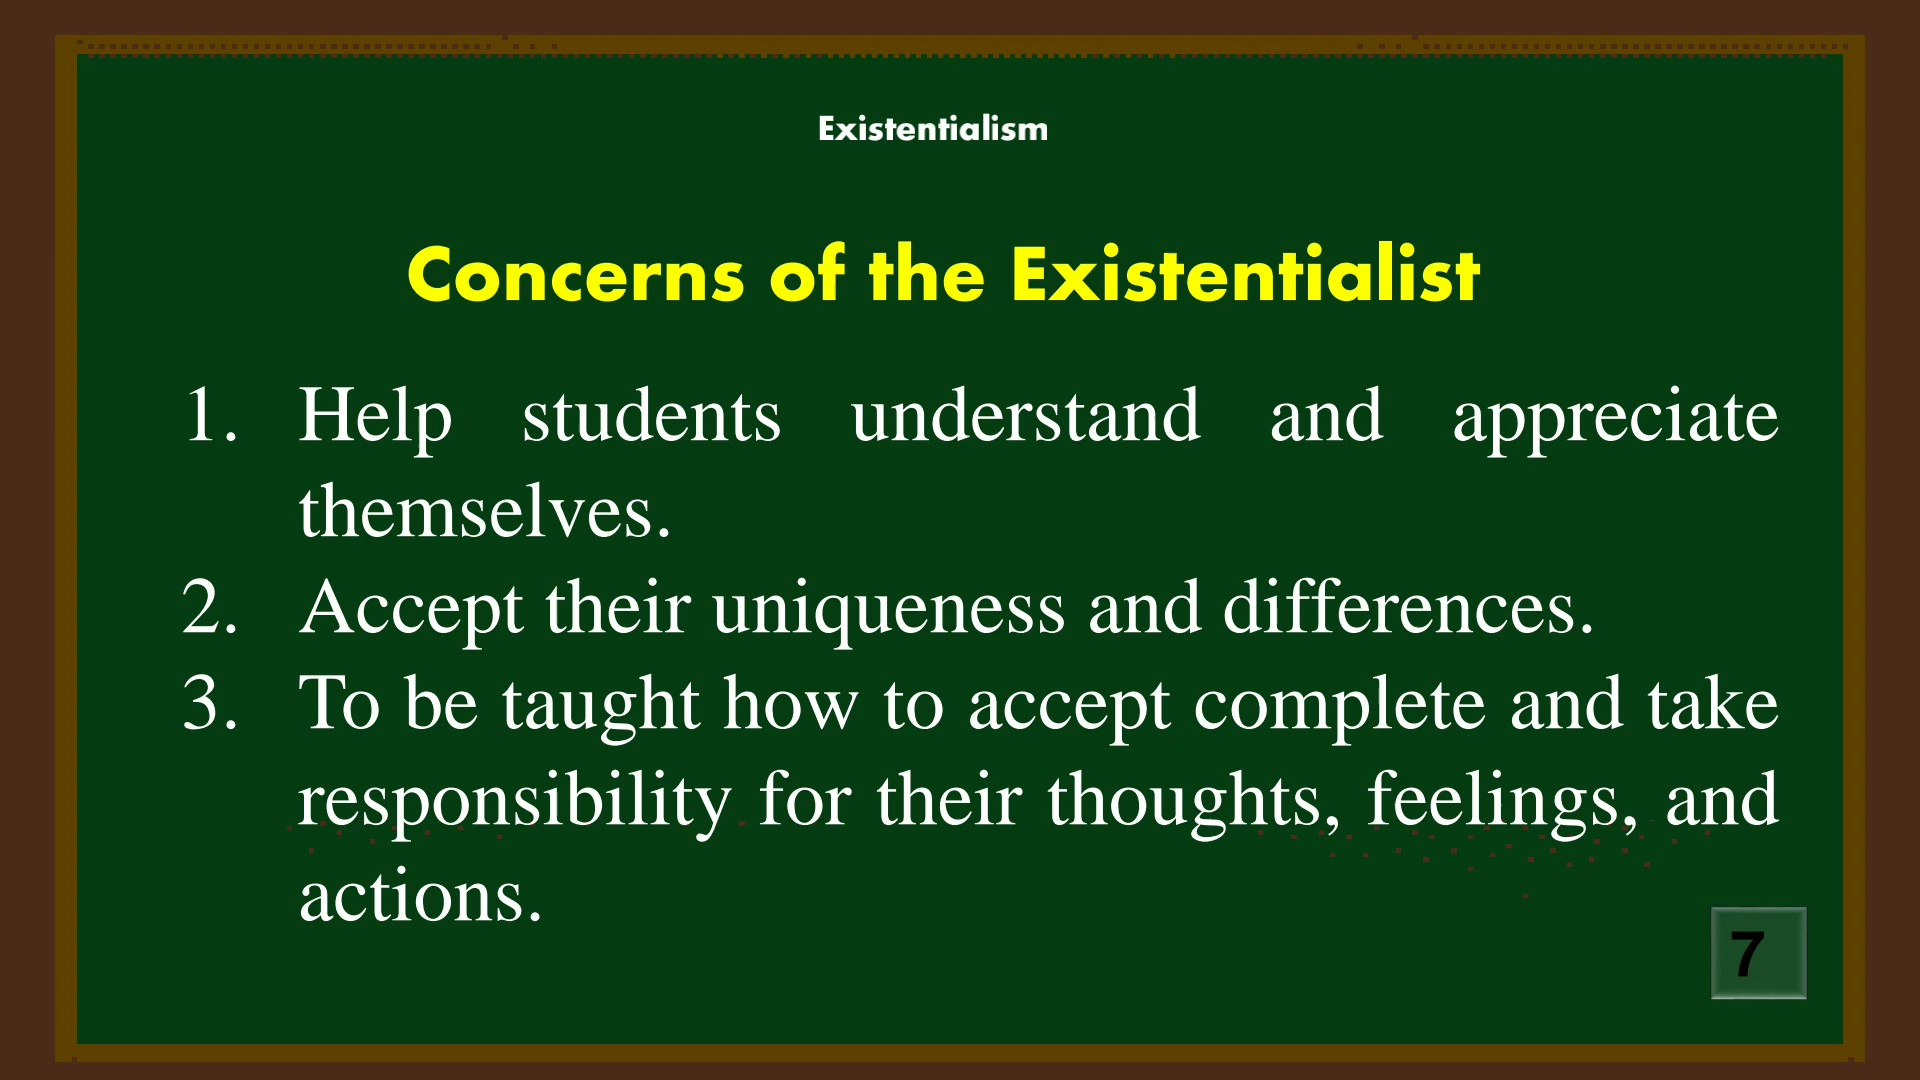 Existentialism
Concerns of the Existentialist
1. Help students understand and appreciate
themselves.
2. Accept their uniqueness and differences.
3. To be taught how to accept complete and take
responsibility for their thoughts, feelings, and
actions.
7